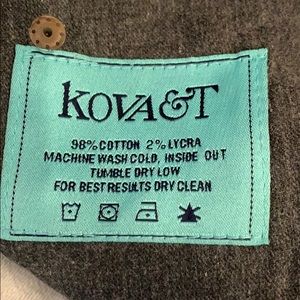 KOVA&T
98% COTTON 2% LYCRA
MACHINE WASH COLD, INSIDE OUT
TUMBLE DRY LOW
FOR BEST RESULTS DRY CLEAN